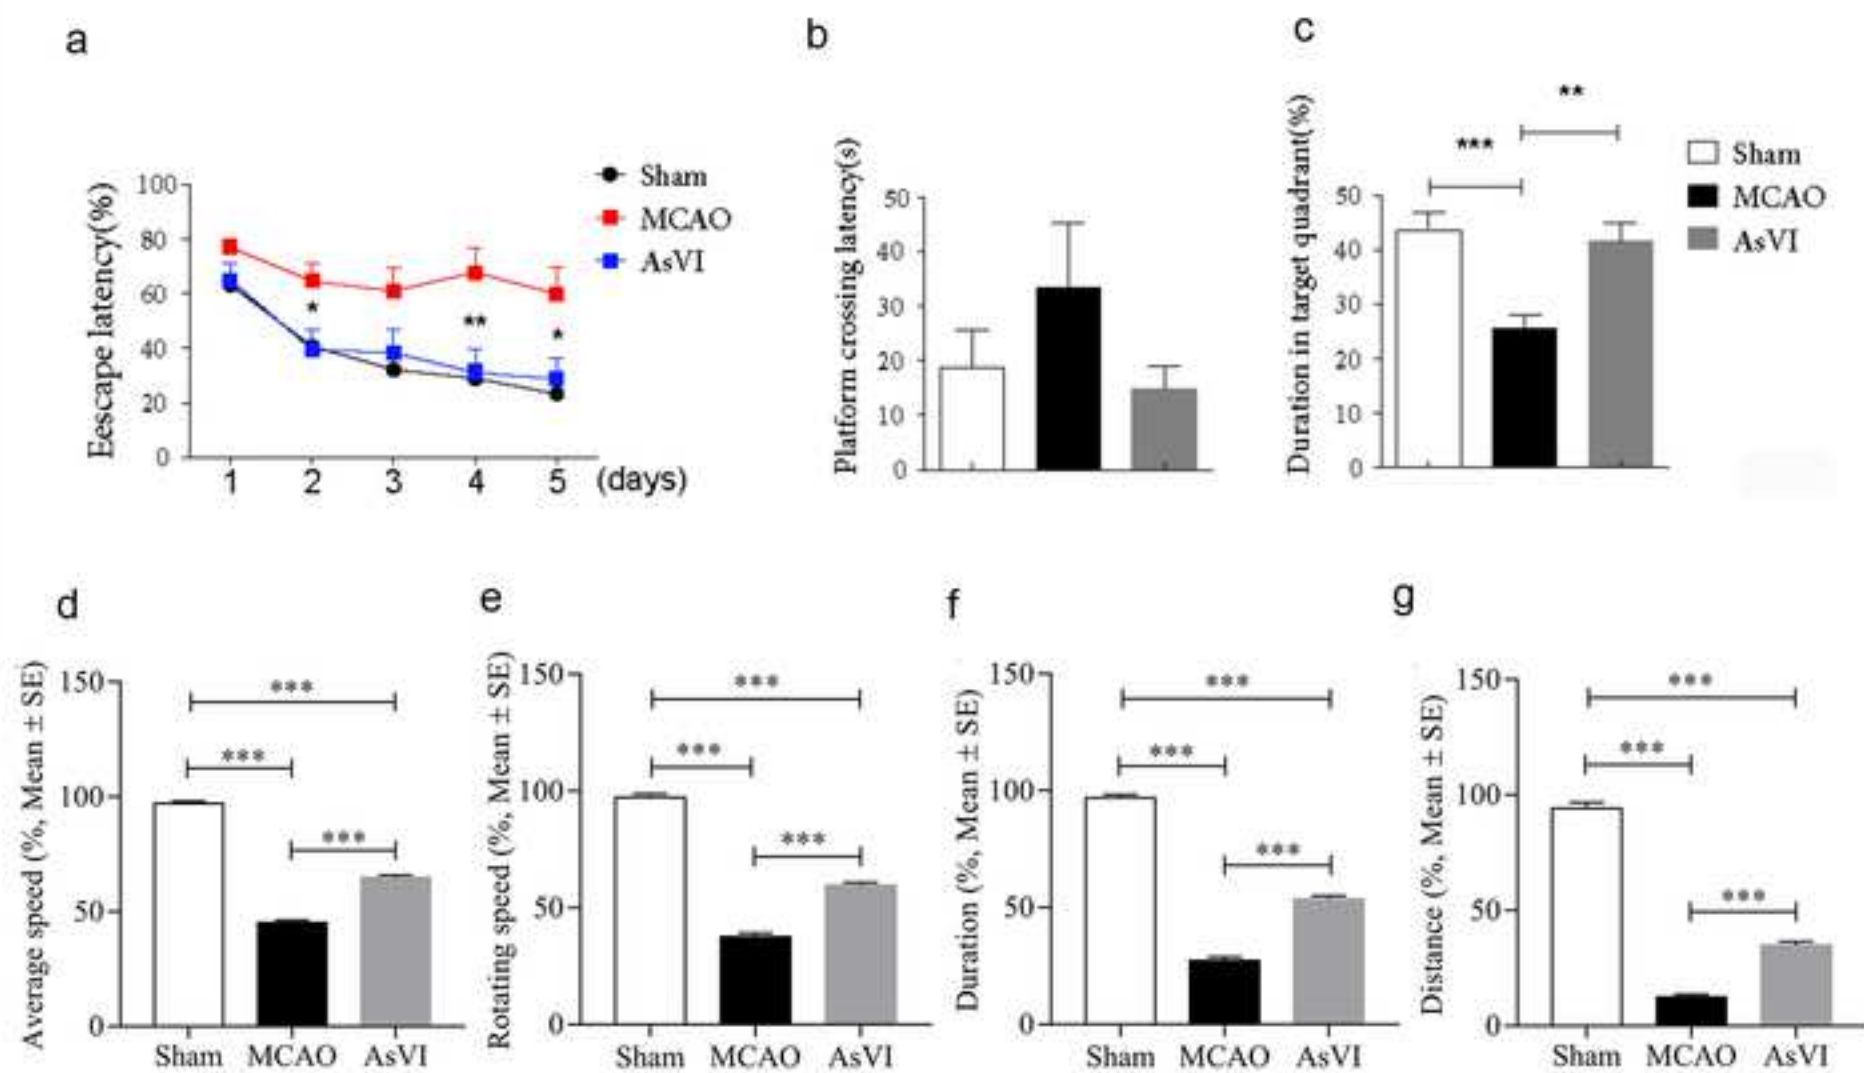 a
Eescape latency(%)
100
80
60
40
20
0
* ** *
1 2 3 4 5 (days)
Sham
MCAO
AsVI
b
Platform crossing latency(s)
50
40
30
20
10
0
c
Duration in target quadrant(%)
**
***
50
40
30
20
10
0
Sham
MCAO
AsVI
d
Average speed (%, Mean ± SE)
150
100
50
0
***
***
***
Sham MCAO AsVI
e
Rotating speed (%, Mean ± SE)
150
100
50
0
***
***
***
Sham MCAO AsVI
f
Duration (%, Mean ± SE)
150
100
50
0
***
***
***
Sham MCAO AsVI
g
Distance (%, Mean ± SE)
150
100
50
0
***
***
***
Sham MCAO AsVI